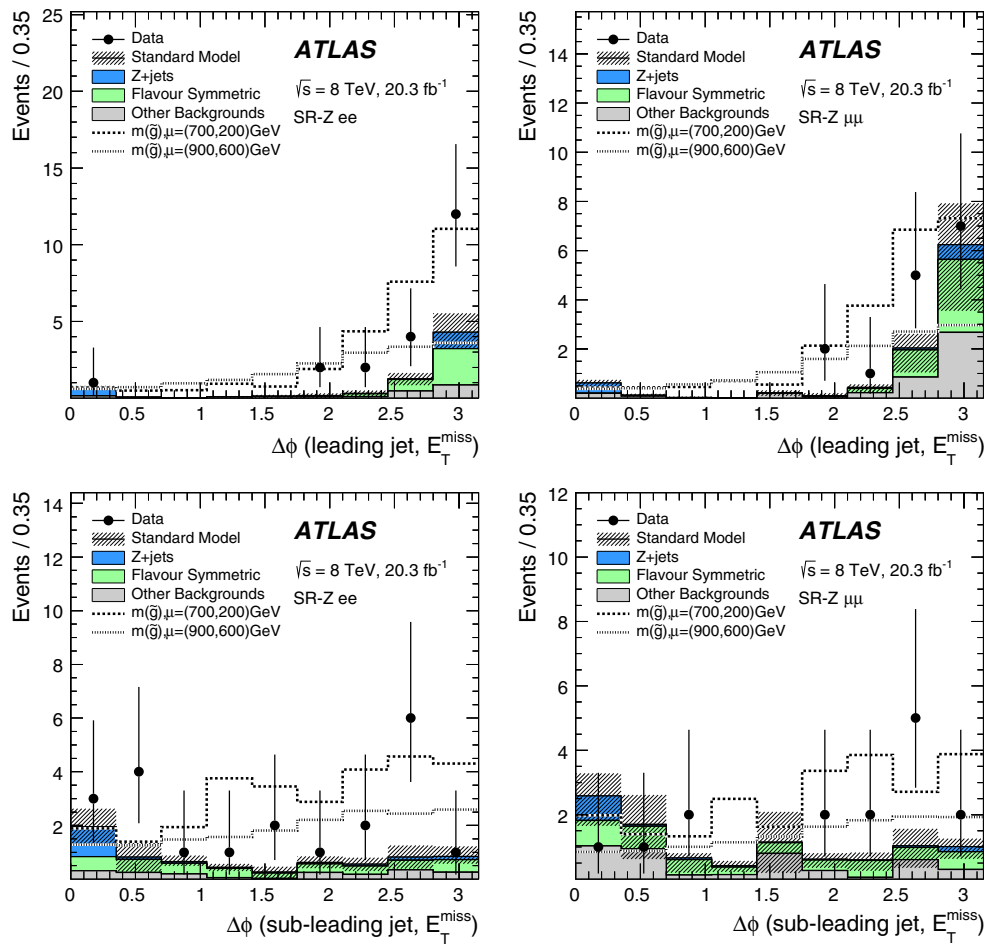 Events / 0.35
25
20
15
10
5
Data
Standard Model
Z+jets
Flavour Symmetric
Other Backgrounds
m(g̃),μ=(700,200)GeV
m(g̃),μ=(900,600)GeV
ATLAS
√s = 8 TeV, 20.3 fb⁻¹
SR-Z ee
0 0.5 1 1.5 2 2.5 3
Δϕ (leading jet, E_T^miss)
Events / 0.35
14
12
10
8
6
4
2
Data
Standard Model
Z+jets
Flavour Symmetric
Other Backgrounds
m(g̃),μ=(700,200)GeV
m(g̃),μ=(900,600)GeV
ATLAS
√s = 8 TeV, 20.3 fb⁻¹
SR-Z μμ
0 0.5 1 1.5 2 2.5 3
Δϕ (leading jet, E_T^miss)
Events / 0.35
14
12
10
8
6
4
2
0
Data
Standard Model
Z+jets
Flavour Symmetric
Other Backgrounds
m(g̃),μ=(700,200)GeV
m(g̃),μ=(900,600)GeV
ATLAS
√s = 8 TeV, 20.3 fb⁻¹
SR-Z ee
0 0.5 1 1.5 2 2.5 3
Δϕ (sub-leading jet, E_T^miss)
Events / 0.35
12
10
8
6
4
2
Data
Standard Model
Z+jets
Flavour Symmetric
Other Backgrounds
m(g̃),μ=(700,200)GeV
m(g̃),μ=(900,600)GeV
ATLAS
√s = 8 TeV, 20.3 fb⁻¹
SR-Z μμ
0 0.5 1 1.5 2 2.5 3
Δϕ (sub-leading jet, E_T^miss)